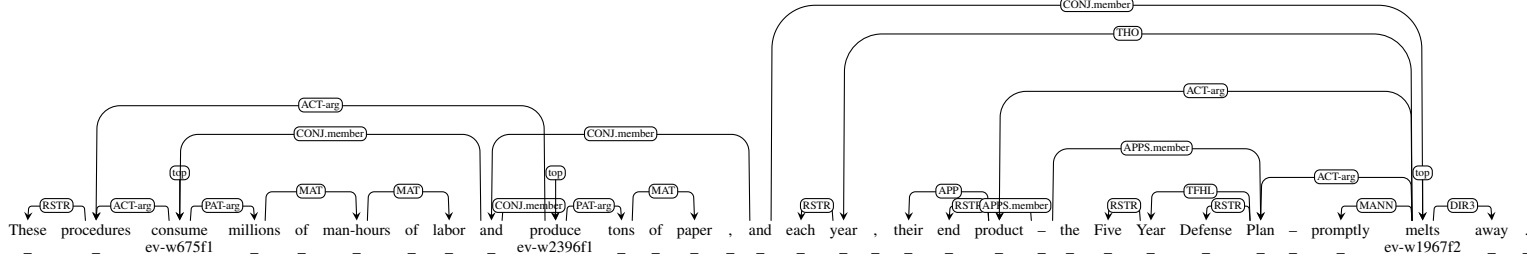 CONJ.member
THO
ACT-arg ACT-arg
CONJ.member CONJ.member
APPS.member
top top ACT-arg top
MAT MAT MAT APP TFHL
RSTR ACT-arg PAT-arg CONJ.member PAT-arg RSTR RSTR APPS.member RSTR RSTR MANN DIR3
These procedures consume millions of man-hours of labor and produce tons of paper , and each year , their end product – the Five Year Defense Plan – promptly melts away .
ev-w675f1 ev-w2396f1 ev-w1967f2
_ _ _ _ _ _ _ _ _ _ _ _ _ _ _ _ _ _ _ _ _ _ _ _ _ _ _ _ _